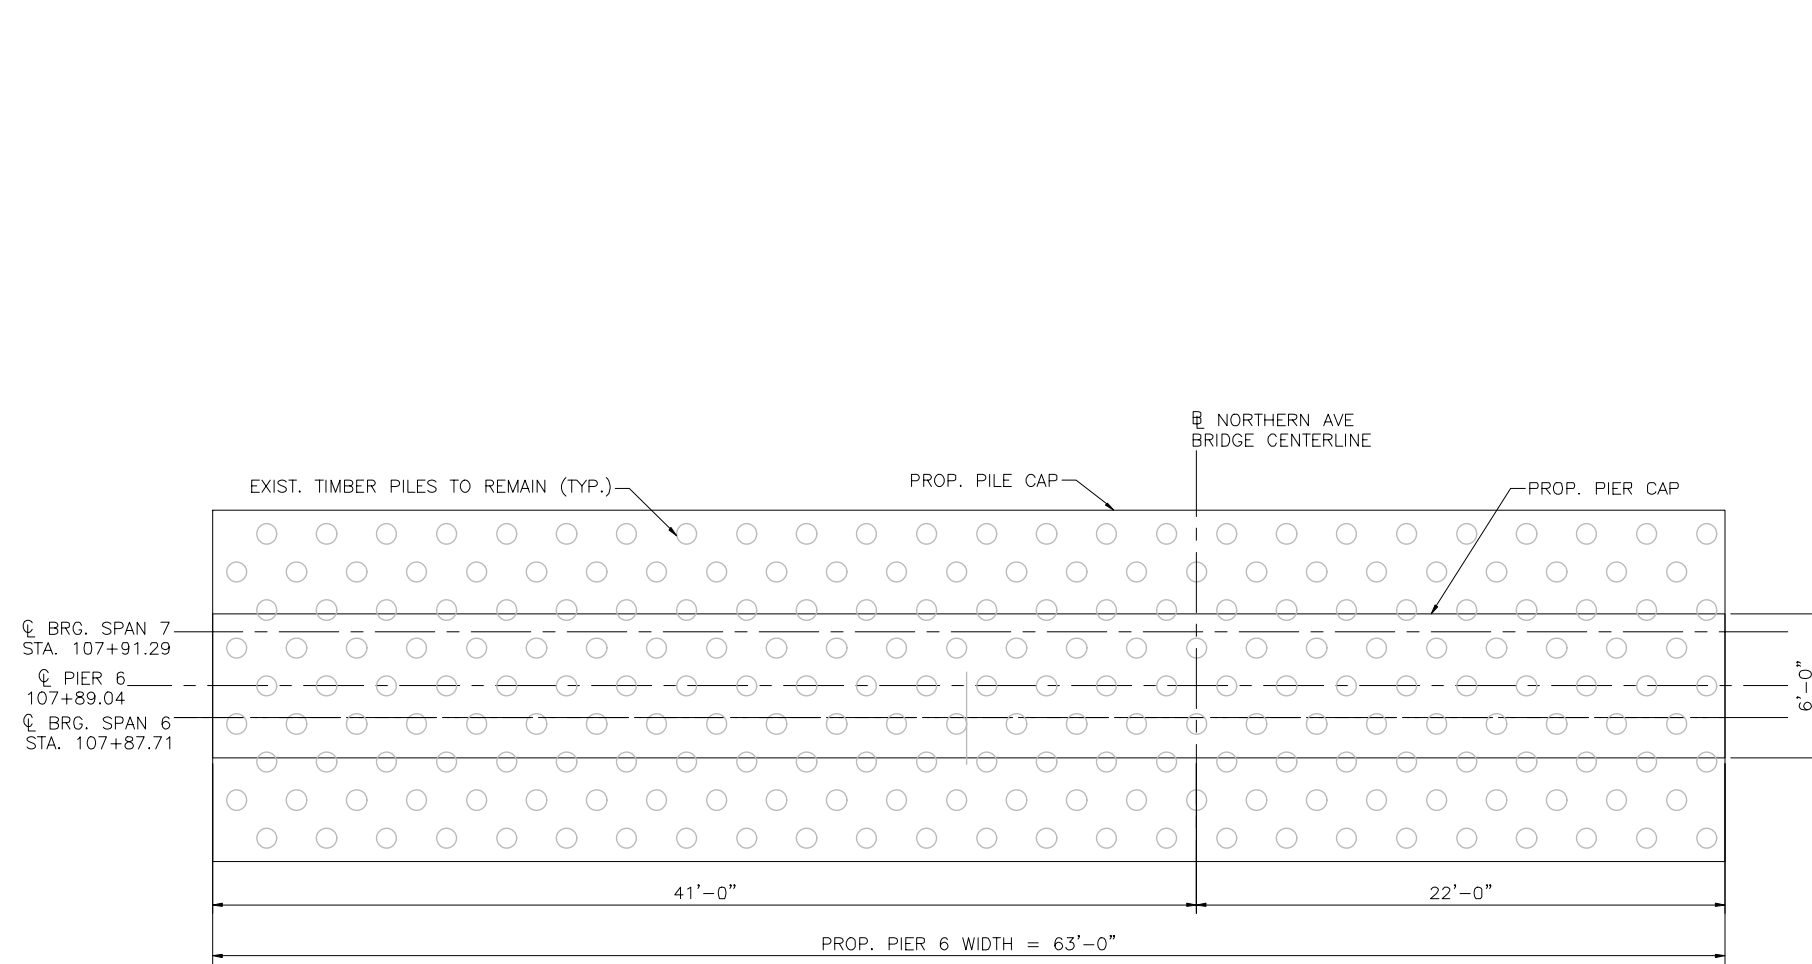 ℄ NORTHERN AVE
BRIDGE CENTERLINE
EXIST. TIMBER PILES TO REMAIN (TYP.)
PROP. PILE CAP
PROP. PIER CAP
℄ BRG. SPAN 7
STA. 107+91.29
℄ PIER 6
107+89.04
℄ BRG. SPAN 6
STA. 107+87.71
6'-0"
41'-0"
22'-0"
PROP. PIER 6 WIDTH = 63'-0"